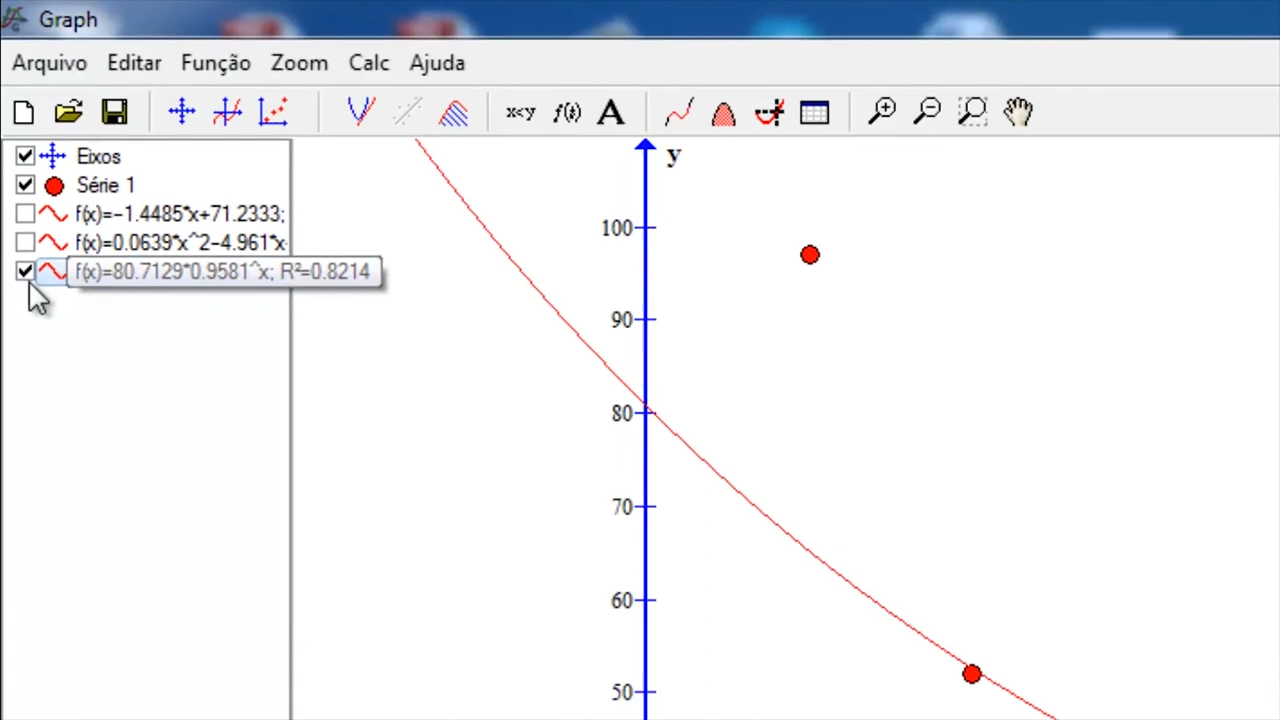 Graph
Arquivo Editar Função Zoom Calc Ajuda
x<y f(t) A
Eixos
Série 1
f(x)=-1.4485*x+71.2333;
f(x)=0.0639*x^2-4.961*x
f(x)=80.7129*0.9581^x; R²=0.8214
y
100
90
80
70
60
50